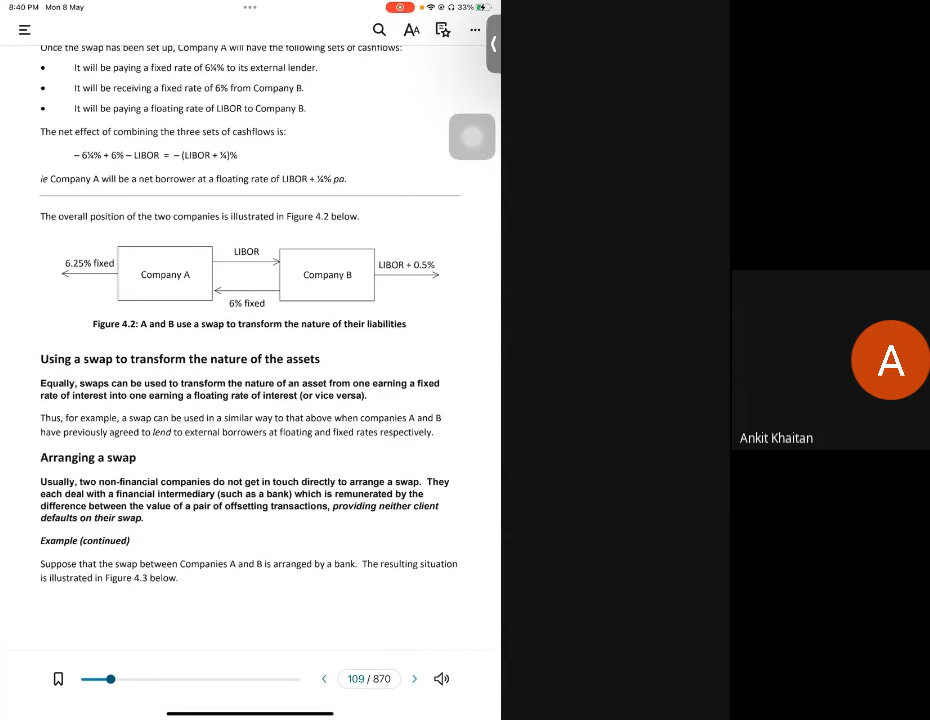 8:40 PM Mon 8 May
33%
AA
Once the swap has been set up, Company A will have the following sets of cashflows:
• It will be paying a fixed rate of 6¼% to its external lender.
• It will be receiving a fixed rate of 6% from Company B.
• It will be paying a floating rate of LIBOR to Company B.
The net effect of combining the three sets of cashflows is:
– 6¼% + 6% – LIBOR = – (LIBOR + ¼)%
ie Company A will be a net borrower at a floating rate of LIBOR + ¼% pa.
The overall position of the two companies is illustrated in Figure 4.2 below.
LIBOR
6.25% fixed
Company A
Company B
LIBOR + 0.5%
6% fixed
Figure 4.2: A and B use a swap to transform the nature of their liabilities
Using a swap to transform the nature of the assets
Equally, swaps can be used to transform the nature of an asset from one earning a fixed
rate of interest into one earning a floating rate of interest (or vice versa).
Thus, for example, a swap can be used in a similar way to that above when companies A and B
have previously agreed to lend to external borrowers at floating and fixed rates respectively.
Arranging a swap
Usually, two non-financial companies do not get in touch directly to arrange a swap. They
each deal with a financial intermediary (such as a bank) which is remunerated by the
difference between the value of a pair of offsetting transactions, providing neither client
defaults on their swap.
Example (continued)
Suppose that the swap between Companies A and B is arranged by a bank. The resulting situation
is illustrated in Figure 4.3 below.
109 / 870
A
Ankit Khaitan